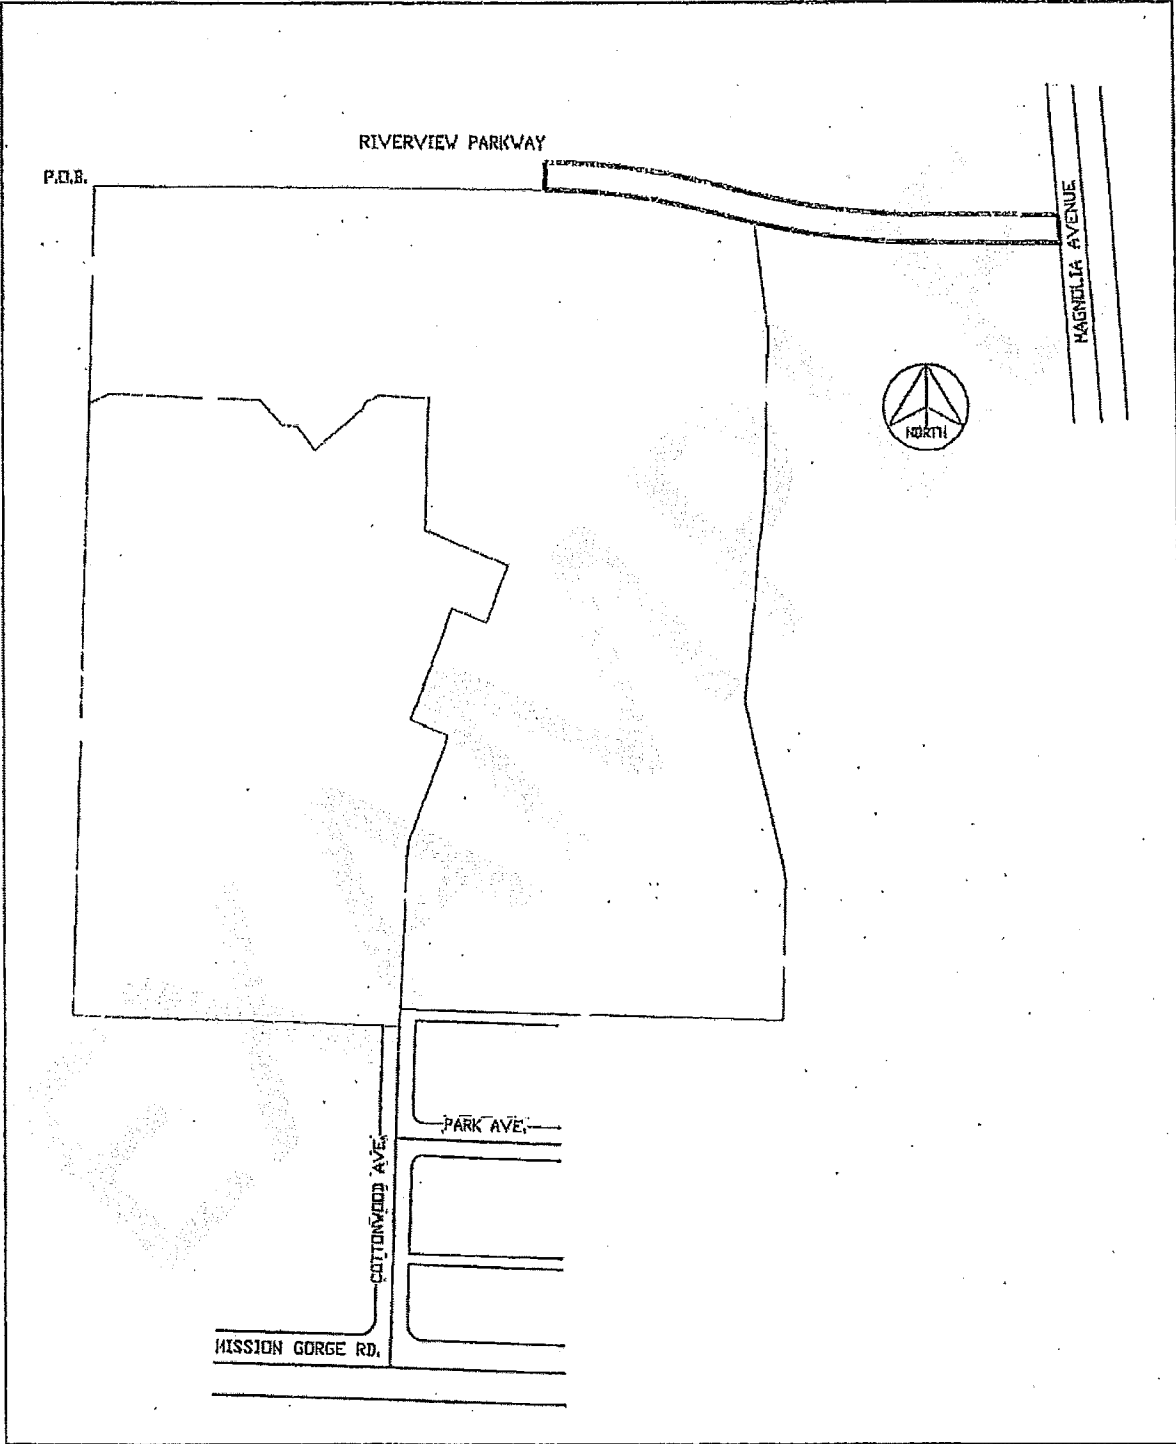 RIVERVIEW PARKWAY
P.O.B.
MAGNOLIA AVENUE
NORTH
PARK AVE.
COTTONWOOD AVE.
MISSION GORGE RD.